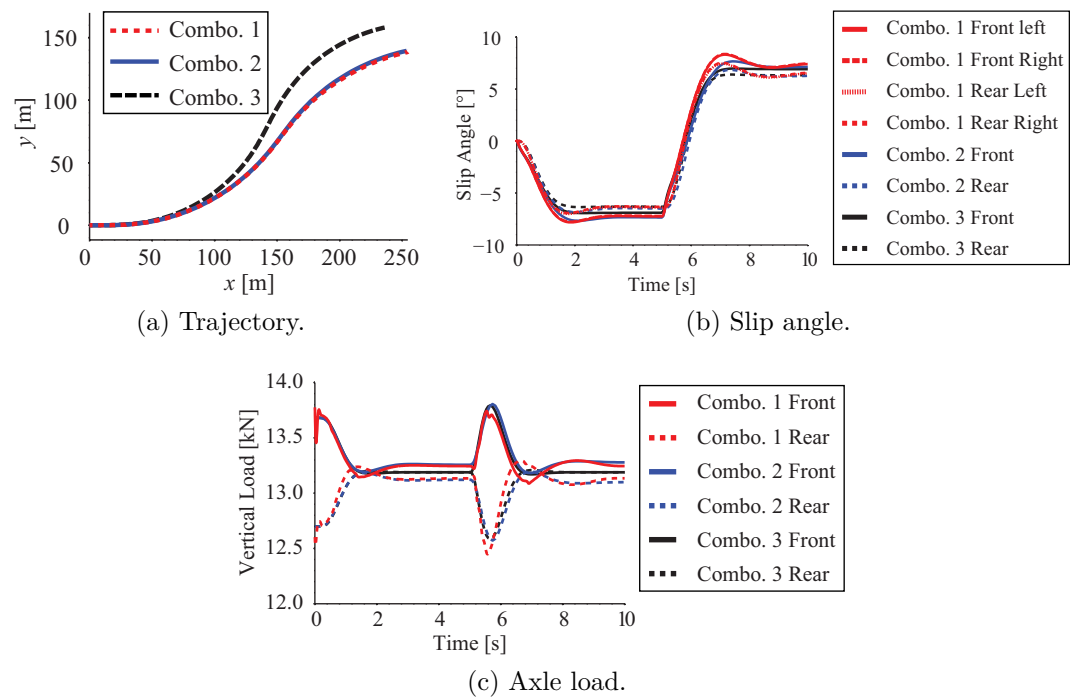 150
100
50
0
y [m]
Combo. 1
Combo. 2
Combo. 3
0 50 100 150 200 250
x [m]
(a) Trajectory.
10
5
0
−5
−10
Slip Angle [°]
0 2 4 6 8 10
Time [s]
Combo. 1 Front left
Combo. 1 Front Right
Combo. 1 Rear Left
Combo. 1 Rear Right
Combo. 2 Front
Combo. 2 Rear
Combo. 3 Front
Combo. 3 Rear
(b) Slip angle.
14.0
13.5
13.0
12.5
12.0
Vertical Load [kN]
0 2 4 6 8 10
Time [s]
Combo. 1 Front
Combo. 1 Rear
Combo. 2 Front
Combo. 2 Rear
Combo. 3 Front
Combo. 3 Rear
(c) Axle load.